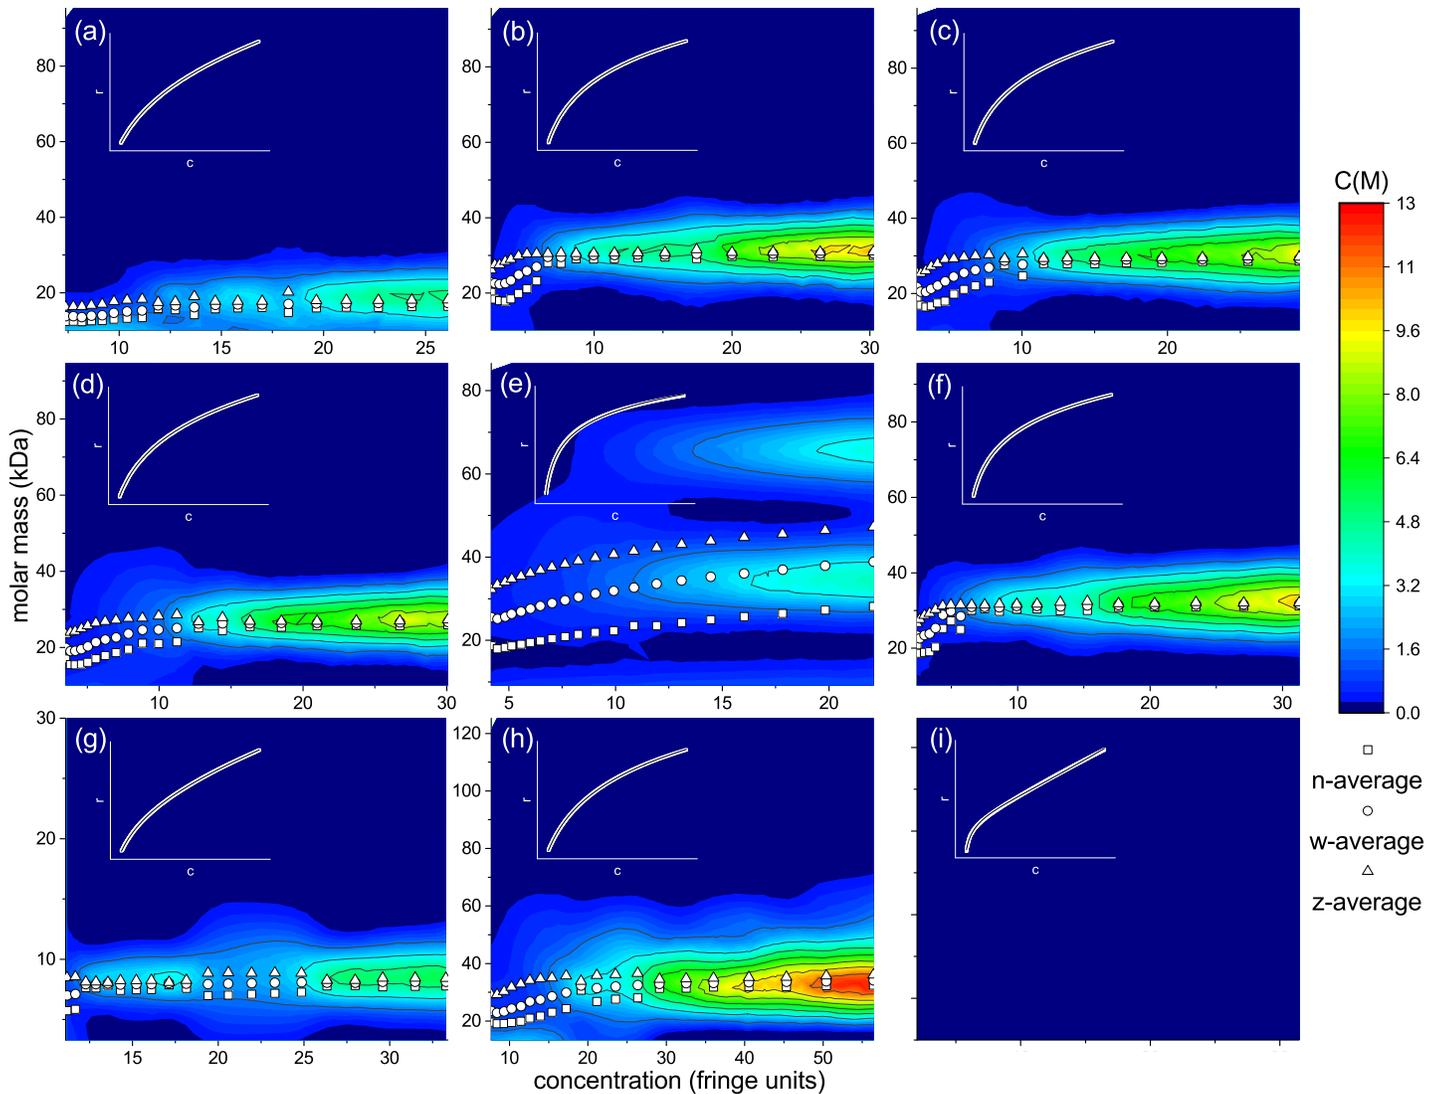 (a)
80
60
40
20
r
c
10
15
20
25
(b)
80
60
40
20
r
c
10
20
30
(c)
80
60
40
20
r
c
10
20
(d)
80
60
40
20
r
c
10
20
30
(e)
80
60
40
20
r
c
5
10
15
20
(f)
80
60
40
20
r
c
10
20
30
(g)
30
20
10
r
c
15
20
25
30
(h)
120
100
80
60
40
20
r
c
10
20
30
40
50
(i)
r
c
molar mass (kDa)
concentration (fringe units)
C(M)
13
11
9.6
8.0
6.4
4.8
3.2
1.6
0.0
n-average
w-average
z-average